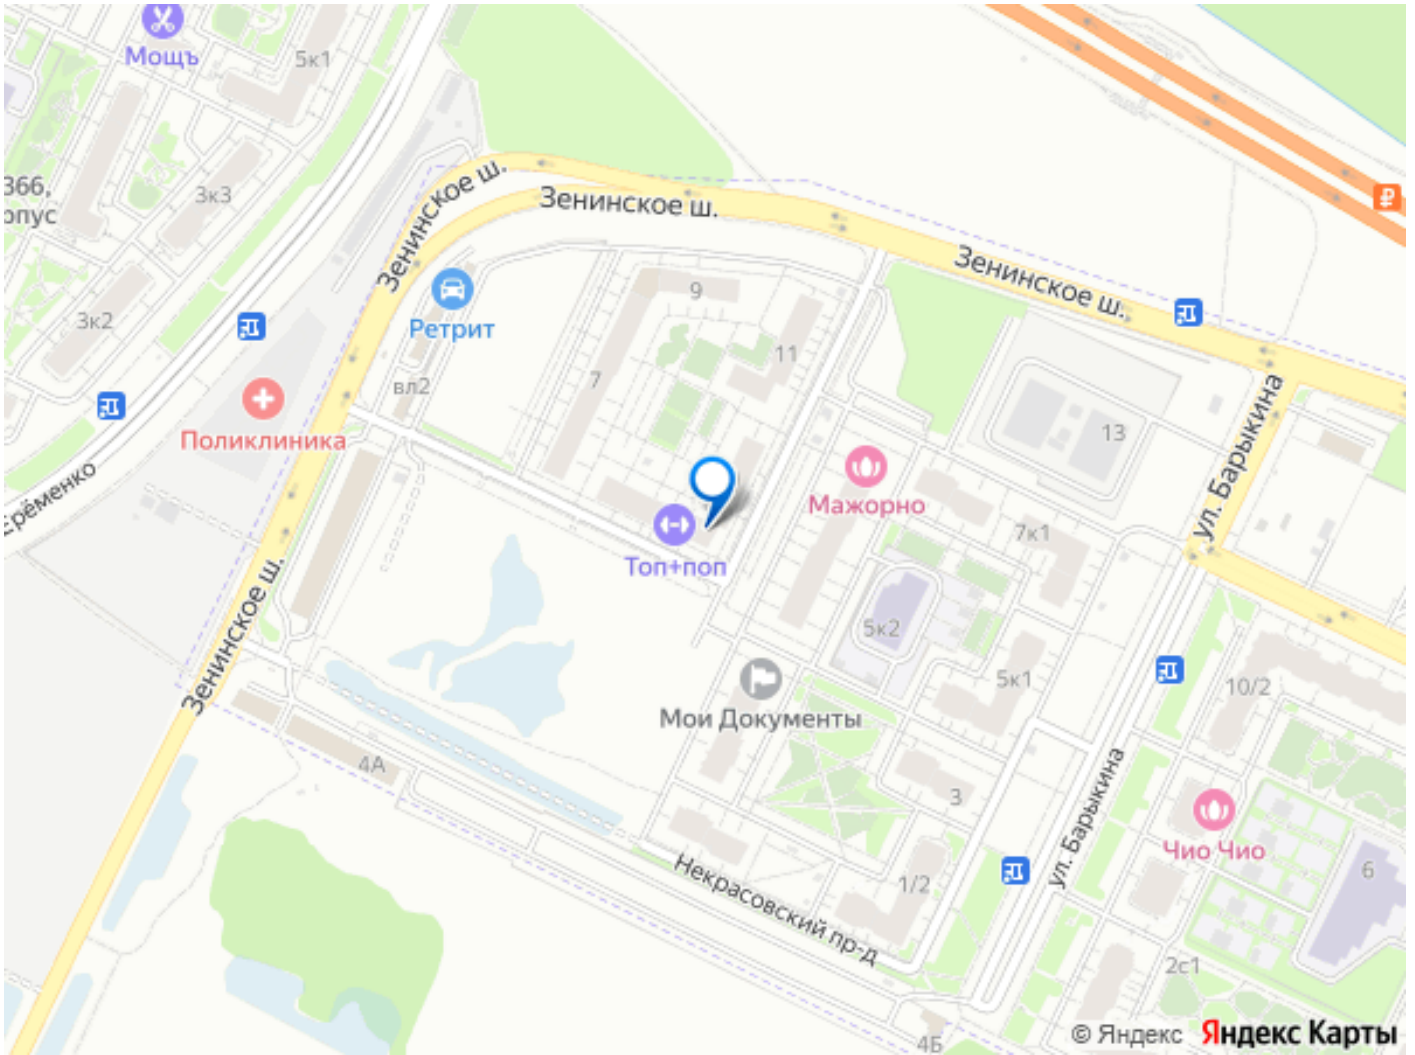 Мощъ
5к1
36б,
орпус
3к3
Зенинское ш.
Зенинское ш.
Зенинское ш.
3к2
Ретрит
9
11
7
вл2
Поликлиника
13
ул. Барыкина
Мажорно
ерёменко
Топ+поп
7к1
5к2
Зенинское ш.
5к1
10/2
Мои Документы
4А
3
ул. Барыкина
Чио Чио
6
1/2
Некрасовский пр-д
2с1
4Б
© Яндекс Яндекс Карты